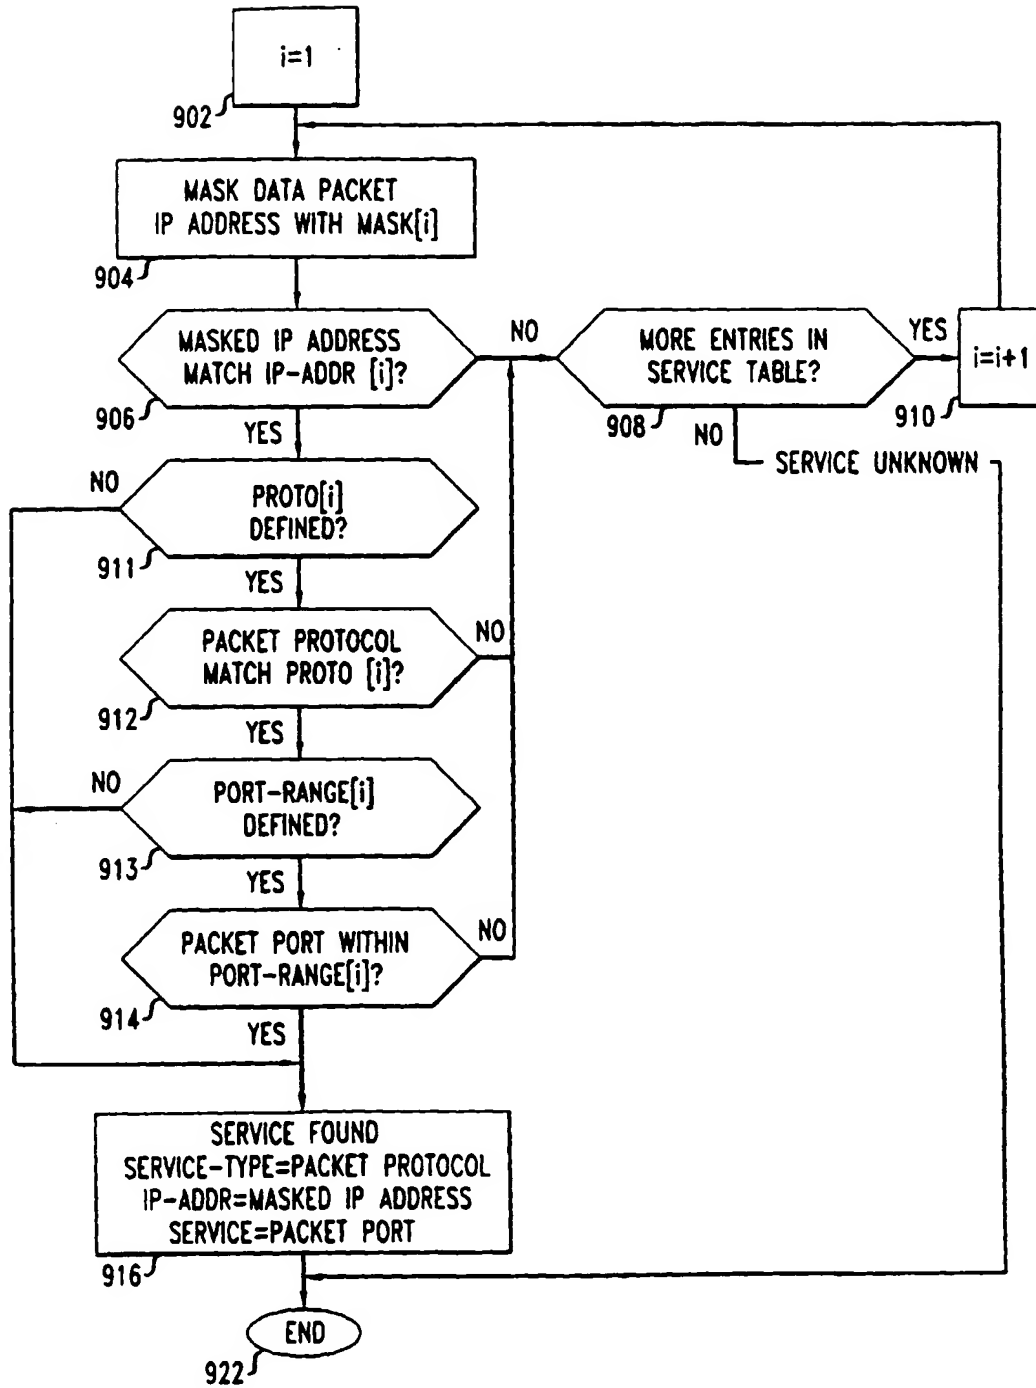 i=1
902
MASK DATA PACKET
IP ADDRESS WITH MASK[i]
904
MASKED IP ADDRESS
MATCH IP-ADDR [i]?
906
NO
MORE ENTRIES IN
SERVICE TABLE?
908
YES
i=i+1
910
NO
SERVICE UNKNOWN
YES
NO
PROTO[i]
DEFINED?
911
YES
PACKET PROTOCOL
MATCH PROTO [i]?
912
NO
YES
NO
PORT-RANGE[i]
DEFINED?
913
YES
PACKET PORT WITHIN
PORT-RANGE[i]?
914
NO
YES
SERVICE FOUND
SERVICE-TYPE=PACKET PROTOCOL
IP-ADDR=MASKED IP ADDRESS
SERVICE=PACKET PORT
916
END
922